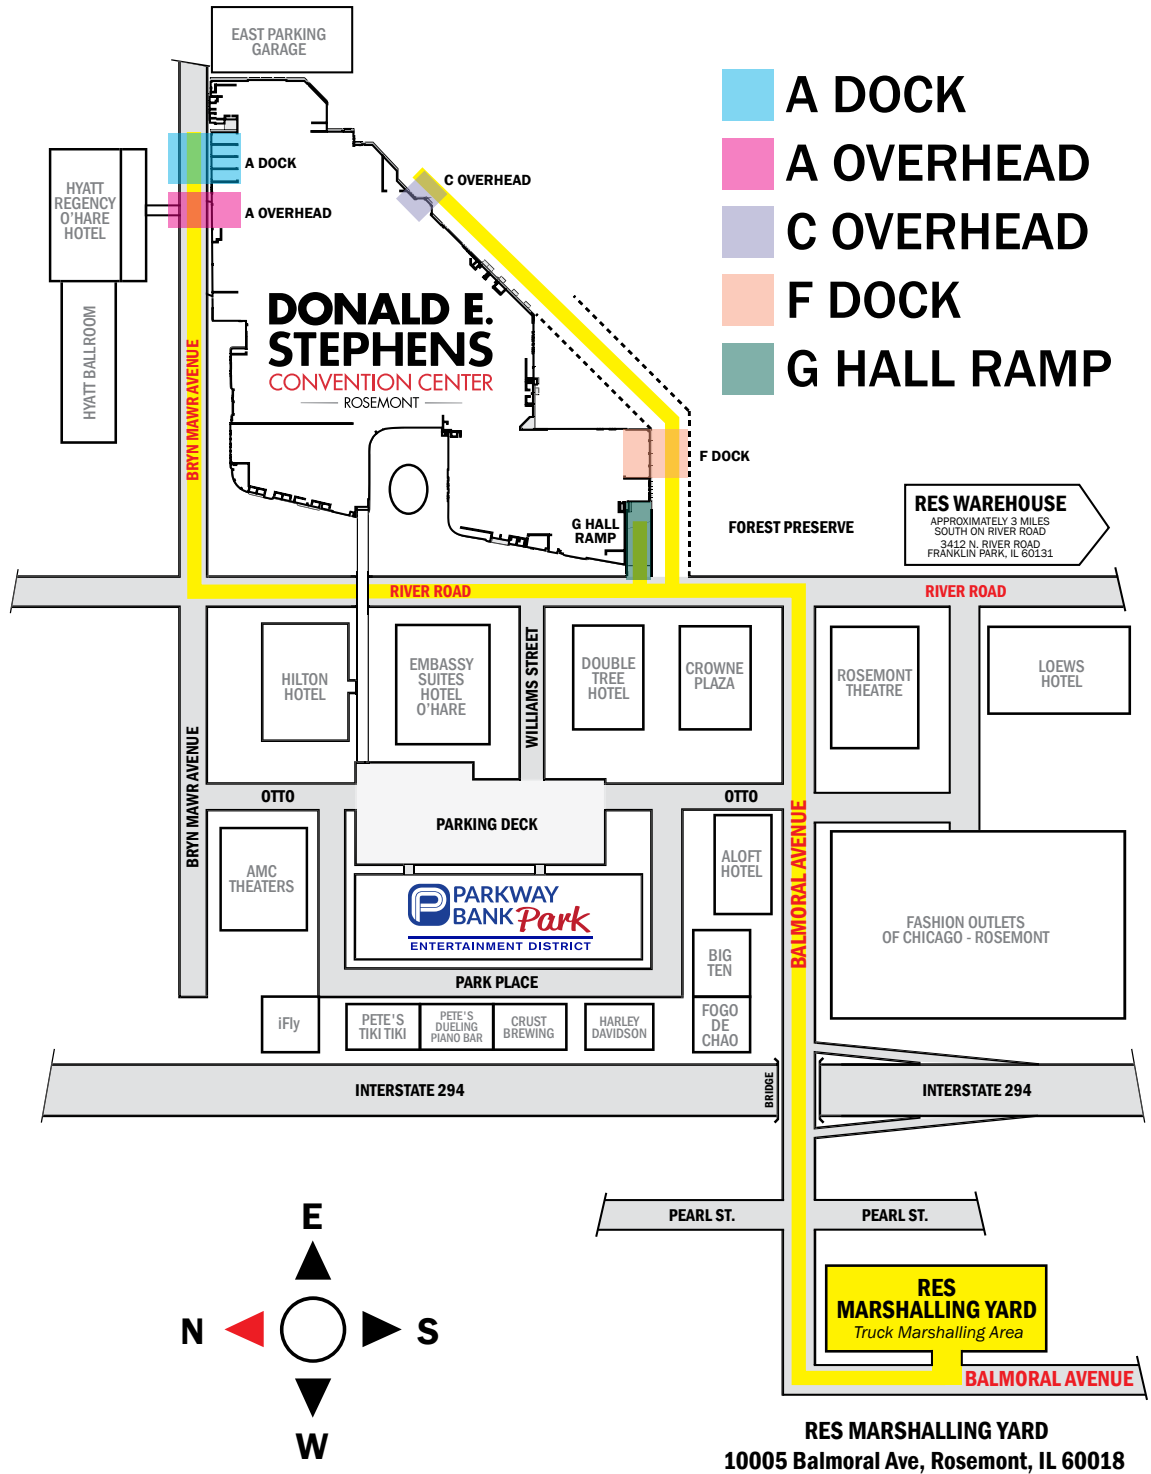 EAST PARKING
GARAGE
A DOCK
A OVERHEAD
C OVERHEAD
F DOCK
G HALL RAMP
A DOCK
A OVERHEAD
C OVERHEAD
HYATT
REGENCY
O'HARE
HOTEL
HYATT BALLROOM
BRYN MAWR AVENUE
DONALD E.
STEPHENS
CONVENTION CENTER
ROSEMONT
F DOCK
G HALL
RAMP
FOREST PRESERVE
RES WAREHOUSE
APPROXIMATELY 3 MILES
SOUTH ON RIVER ROAD
3412 N. RIVER ROAD
FRANKLIN PARK, IL 60131
RIVER ROAD
RIVER ROAD
HILTON
HOTEL
EMBASSY
SUITES
HOTEL
O'HARE
WILLIAMS STREET
DOUBLE
TREE
HOTEL
CROWNE
PLAZA
ROSEMONT
THEATRE
LOEWS
HOTEL
BRYN MAWR AVENUE
OTTO
OTTO
PARKING DECK
BALMORAL AVENUE
AMC
THEATERS
ALOFT
HOTEL
P PARKWAY
BANK Park
ENTERTAINMENT DISTRICT
FASHION OUTLETS
OF CHICAGO - ROSEMONT
BIG
TEN
PARK PLACE
iFly
PETE'S
TIKI TIKI
PETE'S
DUELING
PIANO BAR
CRUST
BREWING
HARLEY
DAVIDSON
FOGO
DE
CHAO
INTERSTATE 294
BRIDGE
INTERSTATE 294
PEARL ST.
PEARL ST.
E
N
S
W
RES
MARSHALLING YARD
Truck Marshalling Area
BALMORAL AVENUE
RES MARSHALLING YARD
10005 Balmoral Ave, Rosemont, IL 60018